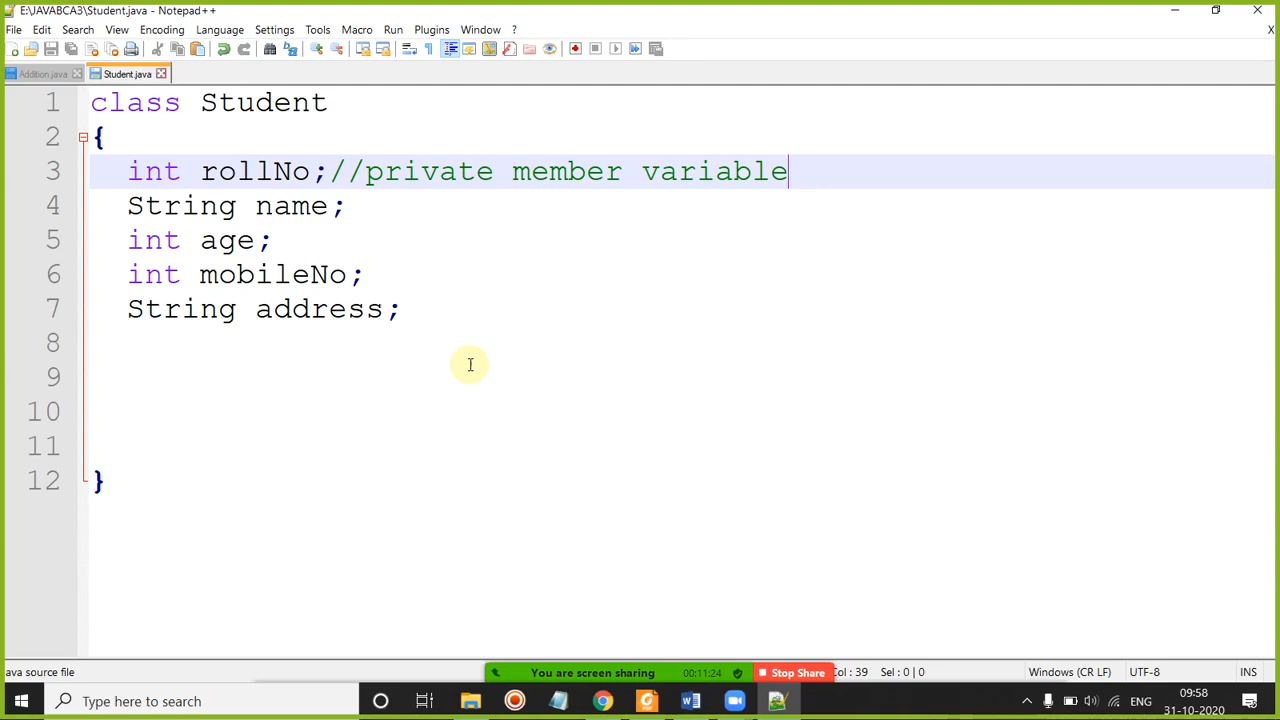 E:\JAVABCA3\Student.java - Notepad++
File Edit Search View Encoding Language Settings Tools Macro Run Plugins Window ? X
Addition.java Student.java
1 class Student
2 {
3 int rollNo;//private member variable
4 String name;
5 int age;
6 int mobileNo;
7 String address;
8
9
10
11
12 }
ava source file You are screen sharing 00:11:24 Stop Share Col : 39 Sel : 0 | 0 Windows (CR LF) UTF-8 INS
Type here to search ENG 09:58
31-10-2020